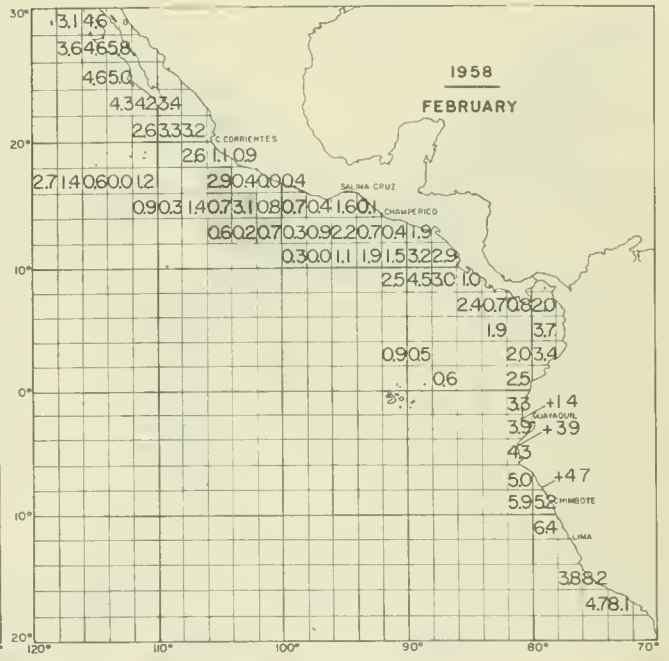 30°
3.1 4.6
3.6 4.6 5.8
1958
4.6 5.0
FEBRUARY
4.3 4.2 3.4
2.6 3.3 3.2
20°
C. CORRIENTES
2.6 1.1 0.9
2.7 1.4 0.6 0.0 1.2 2.9 0.4 0.0 0.4
SALINA CRUZ
0.9 0.3 1.4 0.7 3.1 0.8 0.7 0.4 1.6 0.1
CHAMPERICO
0.6 0.2 0.7 0.3 0.9 2.2 0.7 0.4 1.9
0.3 0.0 1.1 1.9 1.5 3.2 2.9
10°
2.5 4.5 3.0 1.0
2.4 0.7 0.8 2.0
1.9 3.7
0.9 0.5 2.0 3.4
0.6 2.5
0°
3.3 +1.4
GUAYAQUIL
3.9 +3.9
4.3
5.0 +4.7
5.9 5.2 CHIMBOTE
10°
6.4
LIMA
3.8 8.2
4.7 8.1
20°
120° 110° 100° 90° 80° 70°